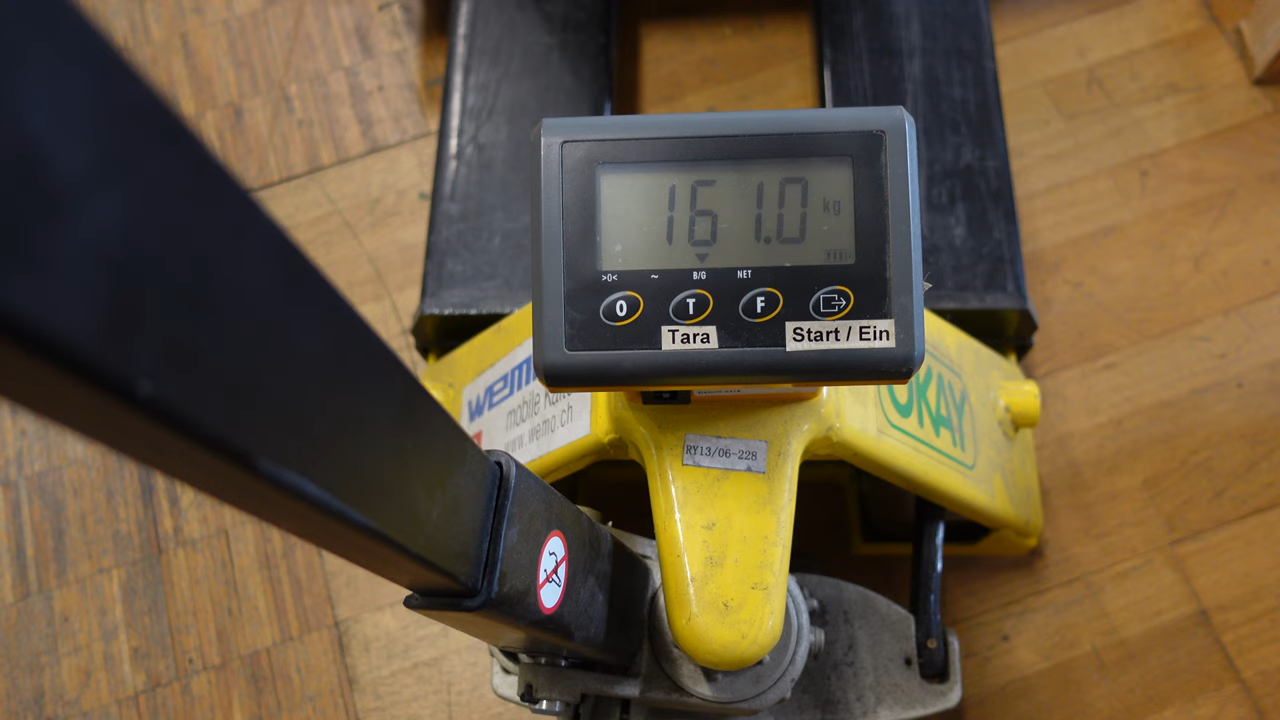 161.0 kg
>0< ~ B/G NET
0 T F
Tara Start / Ein
wemo
mobile
www.wemo.ch
OKAY
RY13/06-228